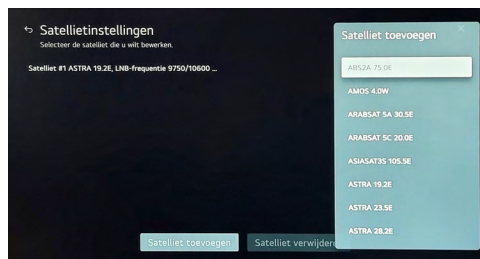 Satellietinstellingen
Selecteer de satelliet die u wilt bewerken.
Satelliet #1 ASTRA 19.2E, LNB-frequentie 9750/10600 ...
Satelliet toevoegen
Satelliet verwijder
Satelliet toevoegen
ABS2A 75.0E
AMOS 4.0W
ARABSAT 5A 30.5E
ARABSAT 5C 20.0E
ASIASAT3S 105.5E
ASTRA 19.2E
ASTRA 23.5E
ASTRA 28.2E